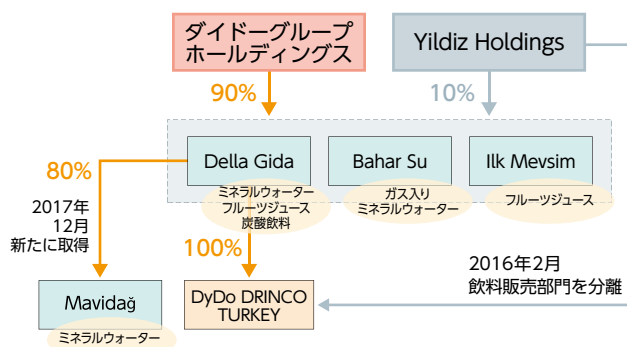 ダイドーグループ
ホールディングス
Yildiz Holdings
90%
10%
Della Gida
Bahar Su
Ilk Mevsim
ミネラルウォーター
フルーツジュース
炭酸飲料
ガス入り
ミネラルウォーター
フルーツジュース
80%
2017年
12月
新たに取得
100%
2016年2月
飲料販売部門を分離
Mavidağ
ミネラルウォーター
DyDo DRINCO
TURKEY